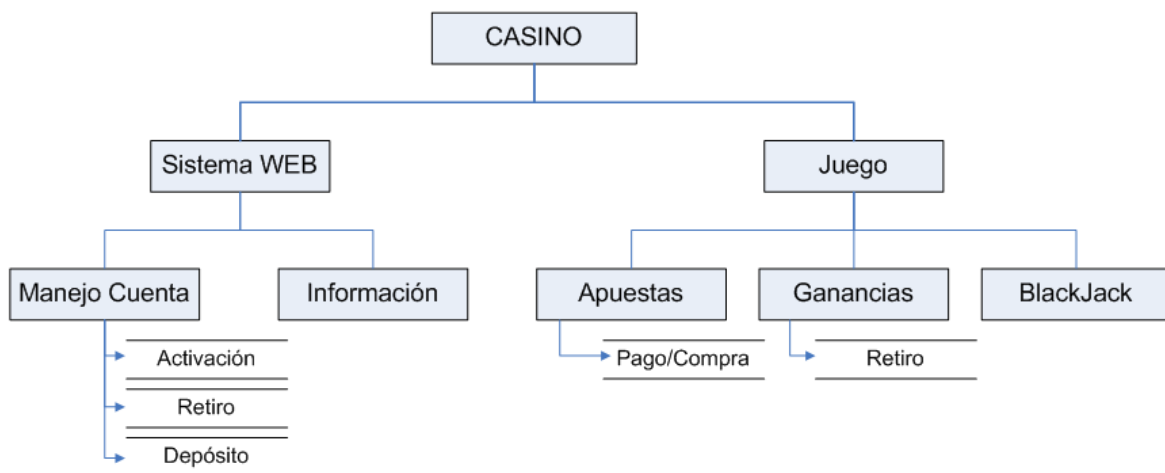 CASINO
Sistema WEB
Juego
Manejo Cuenta
Información
Apuestas
Ganancias
BlackJack
Activación
Pago/Compra
Retiro
Retiro
Depósito